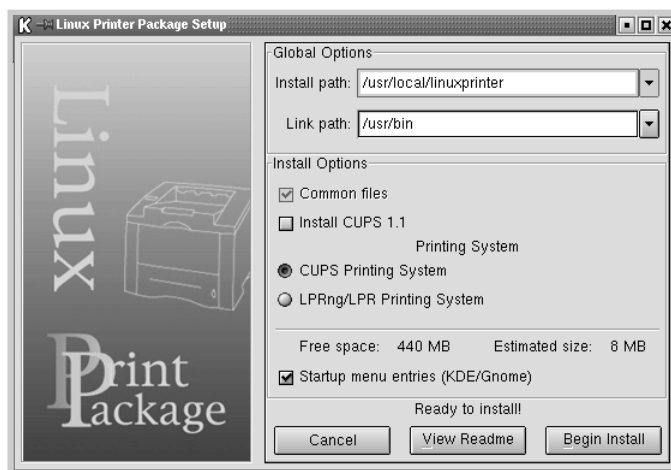 Linux Printer Package Setup
Linux
Print
Package
Global Options
Install path: /usr/local/linuxprinter
Link path: /usr/bin
Install Options
Common files
Install CUPS 1.1
Printing System
CUPS Printing System
LPRng/LPR Printing System
Free space: 440 MB Estimated size: 8 MB
Startup menu entries (KDE/Gnome)
Ready to install!
Cancel View Readme Begin Install